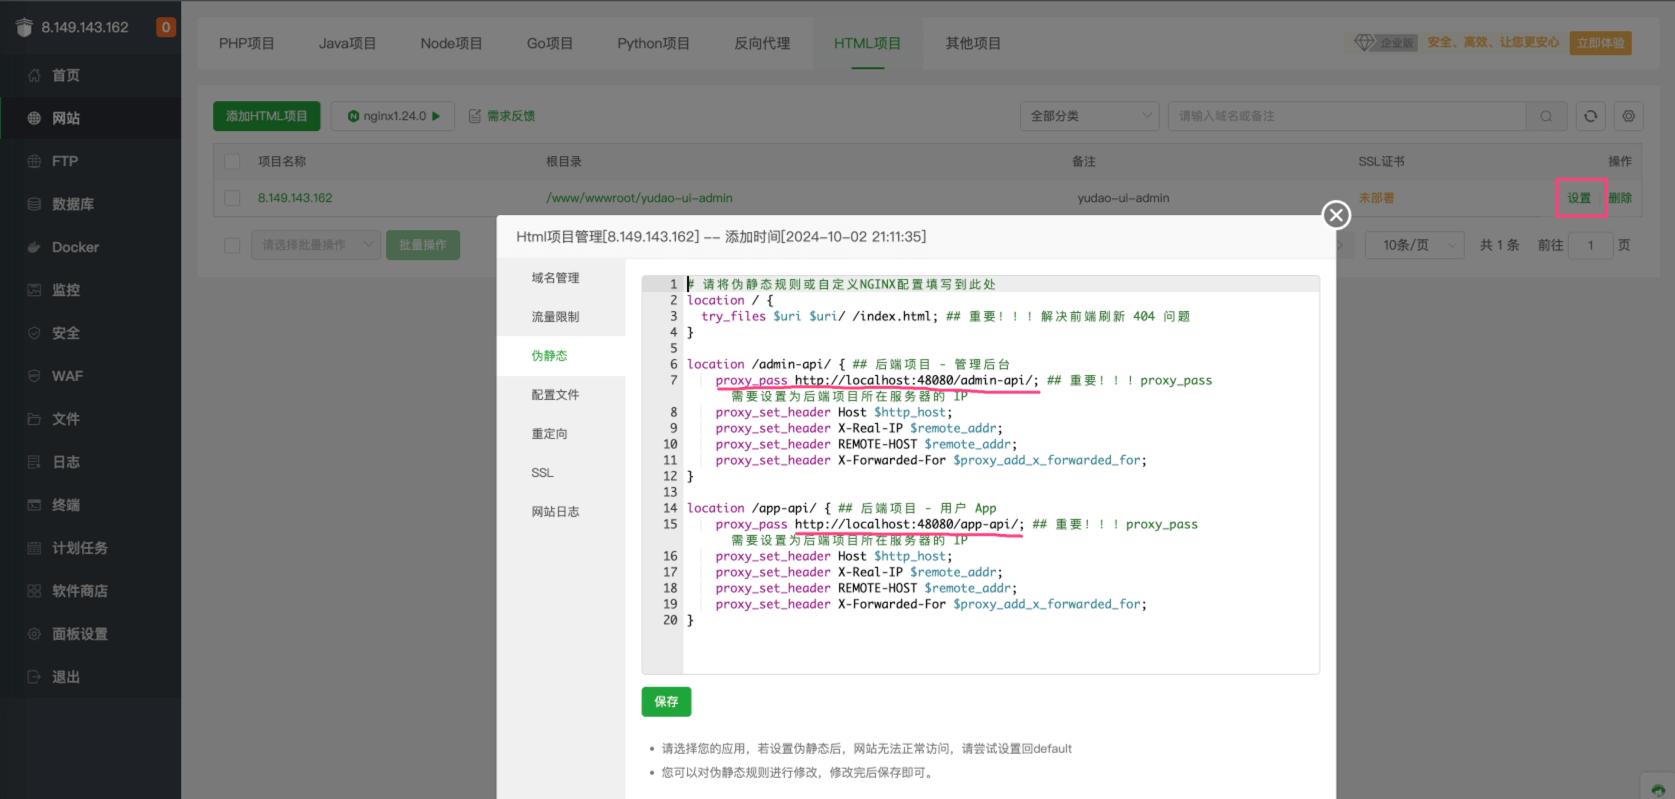 8.149.143.162 0
首页
网站
FTP
数据库
Docker
监控
安全
WAF
文件
日志
终端
计划任务
软件商店
面板设置
退出
PHP项目 Java项目 Node项目 Go项目 Python项目 反向代理 HTML项目 其他项目
企业版 安全、高效、让您更安心 立即体验
添加HTML项目 nginx1.24.0 需求反馈 全部分类 请输入域名或备注
项目名称 根目录 备注 SSL证书 操作
8.149.143.162 /www/wwwroot/yudao-ui-admin yudao-ui-admin 未部署 设置 删除
请选择批量操作 批量操作 10条/页 共 1 条 前往 1 页
Html项目管理[8.149.143.162] -- 添加时间[2024-10-02 21:11:35]
域名管理
流量限制
伪静态
配置文件
重定向
SSL
网站日志
1 # 请将伪静态规则或自定义NGINX配置填写到此处
2 location / {
3 try_files $uri $uri/ /index.html; ## 重要！！！解决前端刷新 404 问题
4 }
5
6 location /admin-api/ { ## 后端项目 - 管理后台
7 proxy_pass http://localhost:48080/admin-api/; ## 重要！！！proxy_pass
需要设置为后端项目所在服务器的 IP
8 proxy_set_header Host $http_host;
9 proxy_set_header X-Real-IP $remote_addr;
10 proxy_set_header REMOTE-HOST $remote_addr;
11 proxy_set_header X-Forwarded-For $proxy_add_x_forwarded_for;
12 }
13
14 location /app-api/ { ## 后端项目 - 用户 App
15 proxy_pass http://localhost:48080/app-api/; ## 重要！！！proxy_pass
需要设置为后端项目所在服务器的 IP
16 proxy_set_header Host $http_host;
17 proxy_set_header X-Real-IP $remote_addr;
18 proxy_set_header REMOTE-HOST $remote_addr;
19 proxy_set_header X-Forwarded-For $proxy_add_x_forwarded_for;
20 }
保存
请选择您的应用，若设置伪静态后，网站无法正常访问，请尝试设置回default
您可以对伪静态规则进行修改，修改完后保存即可。